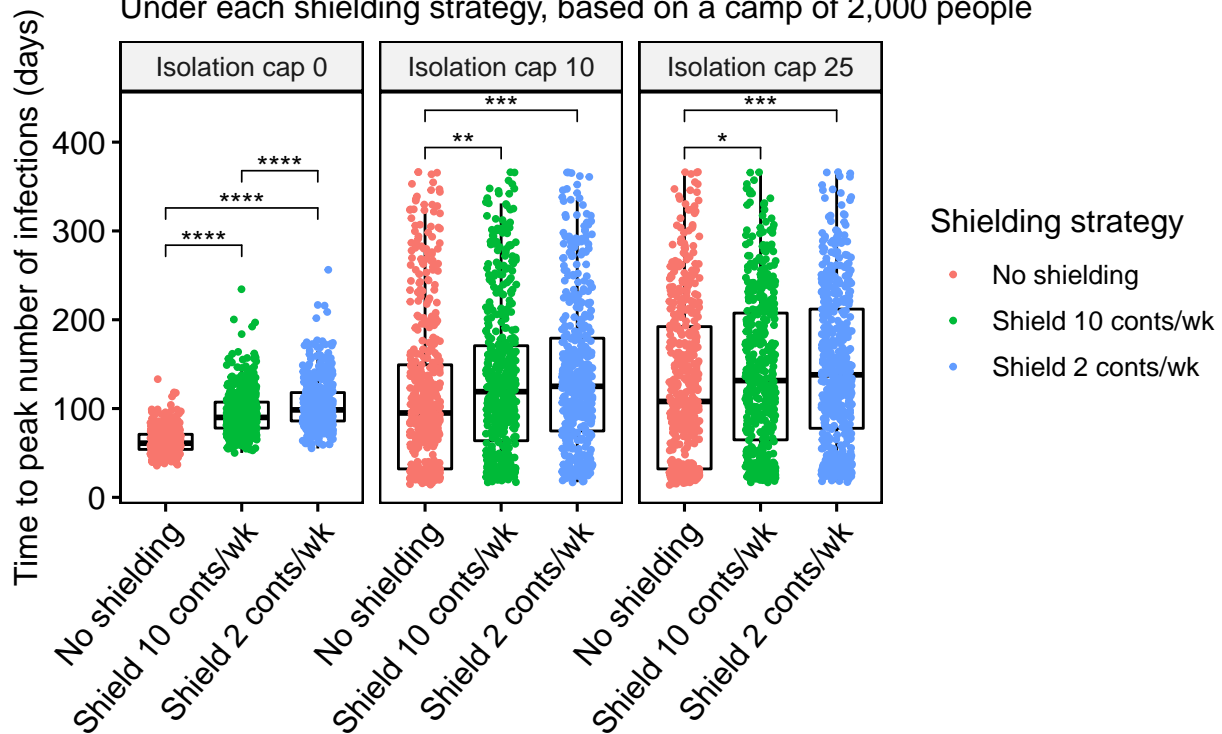 Under each shielding strategy, based on a camp of 2,000 people
Time to peak number of infections (days)
Isolation cap 0
Isolation cap 10
Isolation cap 25
400
300
200
100
0
****
****
****
***
**
***
*
No shielding
Shield 10 conts/wk
Shield 2 conts/wk
No shielding
Shield 10 conts/wk
Shield 2 conts/wk
No shielding
Shield 10 conts/wk
Shield 2 conts/wk
Shielding strategy
No shielding
Shield 10 conts/wk
Shield 2 conts/wk